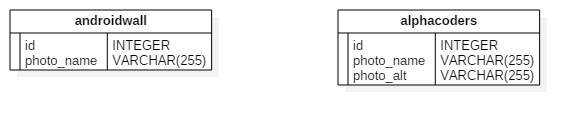 androidwall
id INTEGER
photo_name VARCHAR(255)
alphacoders
id INTEGER
photo_name VARCHAR(255)
photo_alt VARCHAR(255)